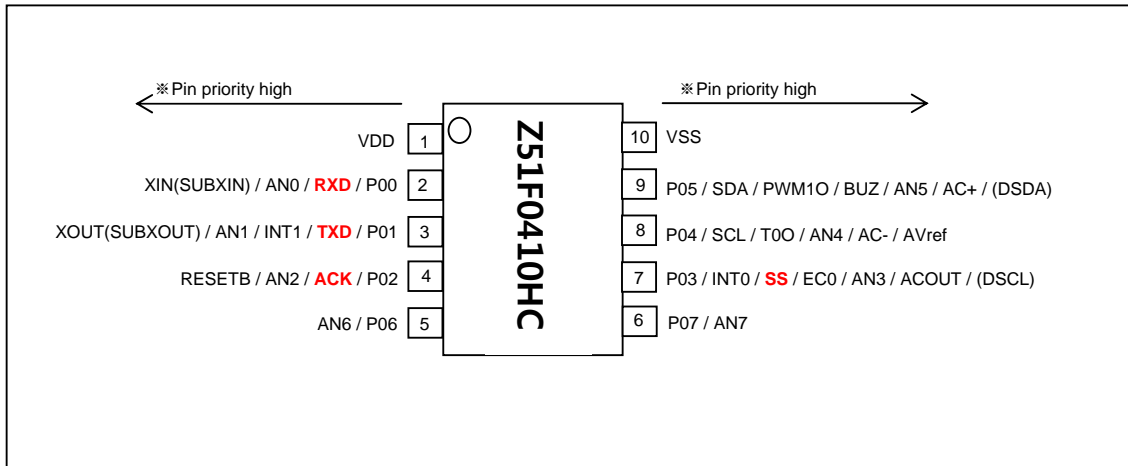 ※Pin priority high
※Pin priority high
VDD 1
10 VSS
XIN(SUBXIN) / AN0 / RXD / P00 2
9 P05 / SDA / PWM1O / BUZ / AN5 / AC+ / (DSDA)
XOUT(SUBXOUT) / AN1 / INT1 / TXD / P01 3
8 P04 / SCL / T0O / AN4 / AC- / AVref
RESETB / AN2 / ACK / P02 4
7 P03 / INT0 / SS / EC0 / AN3 / ACOUT / (DSCL)
AN6 / P06 5
6 P07 / AN7
Z51F0410HC